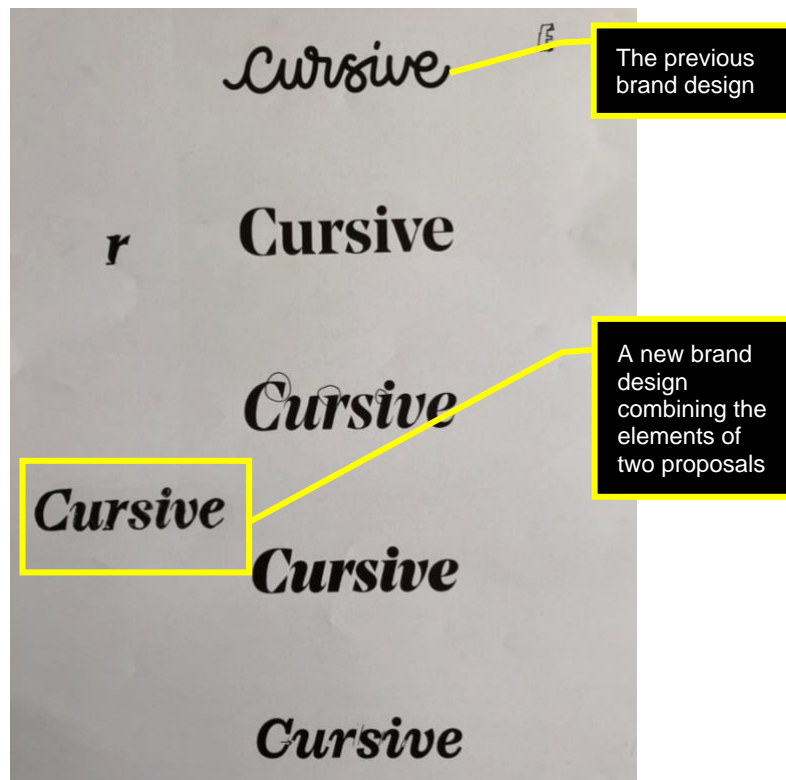 Cursive
E
The previous
brand design
r
Cursive
Cursive
A new brand
design
combining the
elements of
two proposals
Cursive
Cursive
Cursive